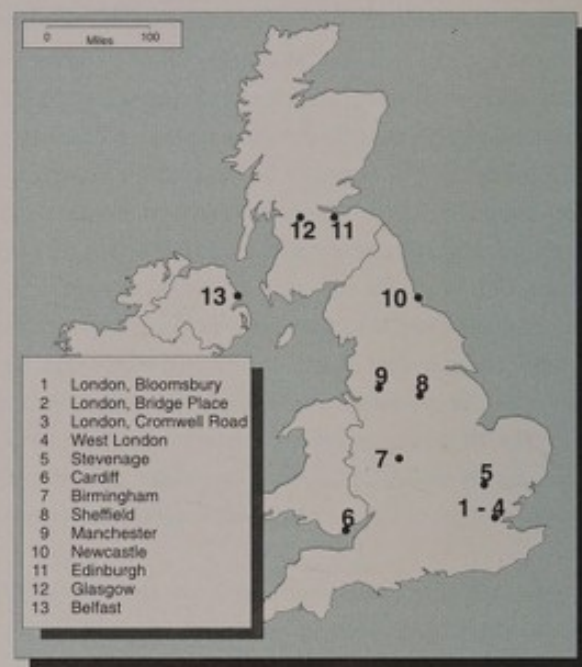 0 Miles 100
12 11
13
10
9
8
7
5
1 - 4
6
1 London, Bloomsbury
2 London, Bridge Place
3 London, Cromwell Road
4 West London
5 Stevenage
6 Cardiff
7 Birmingham
8 Sheffield
9 Manchester
10 Newcastle
11 Edinburgh
12 Glasgow
13 Belfast